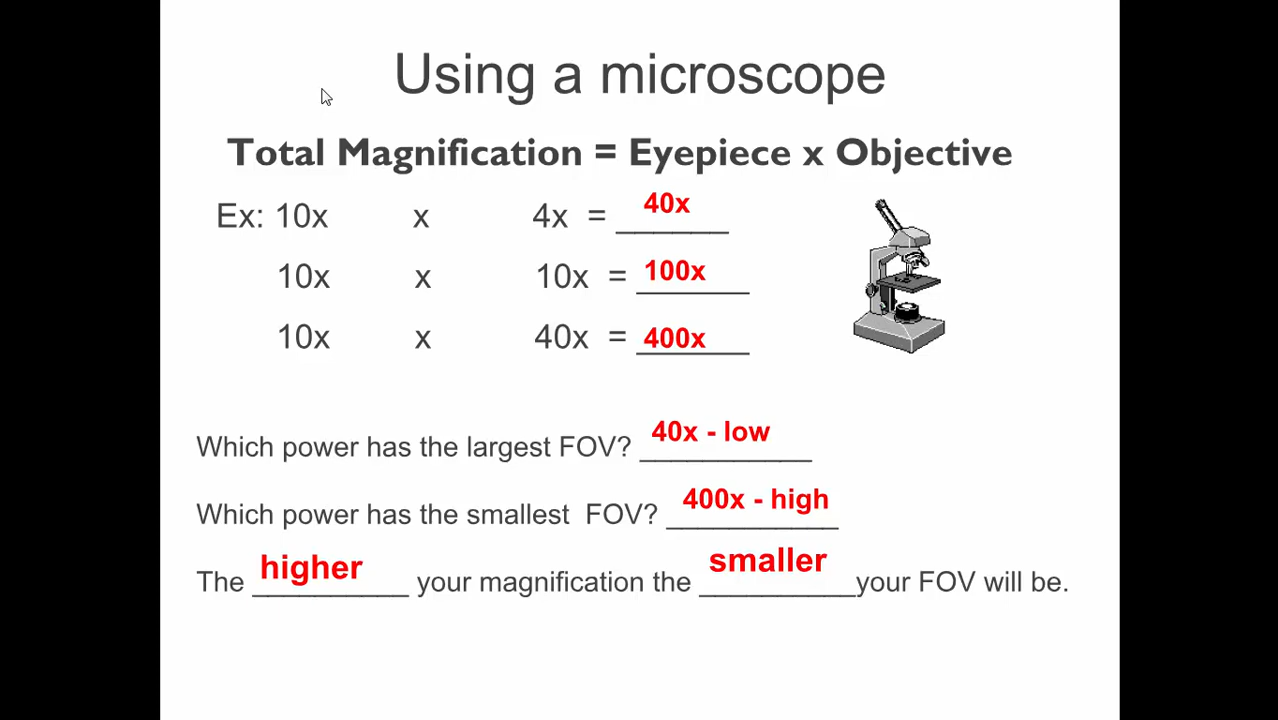 Using a microscope
Total Magnification = Eyepiece x Objective
Ex: 10x x 4x = 40x
10x x 10x = 100x
10x x 40x = 400x
Which power has the largest FOV? 40x - low
Which power has the smallest FOV? 400x - high
The higher your magnification the smaller your FOV will be.